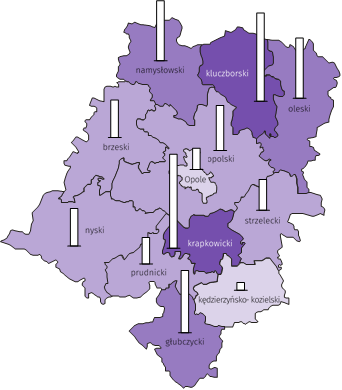 namysłowski
kluczborski
oleski
brzeski
opolski
Opole
strzelecki
nyski
krapkowicki
prudnicki
kędzierzyńsko- kozielski
głubczycki